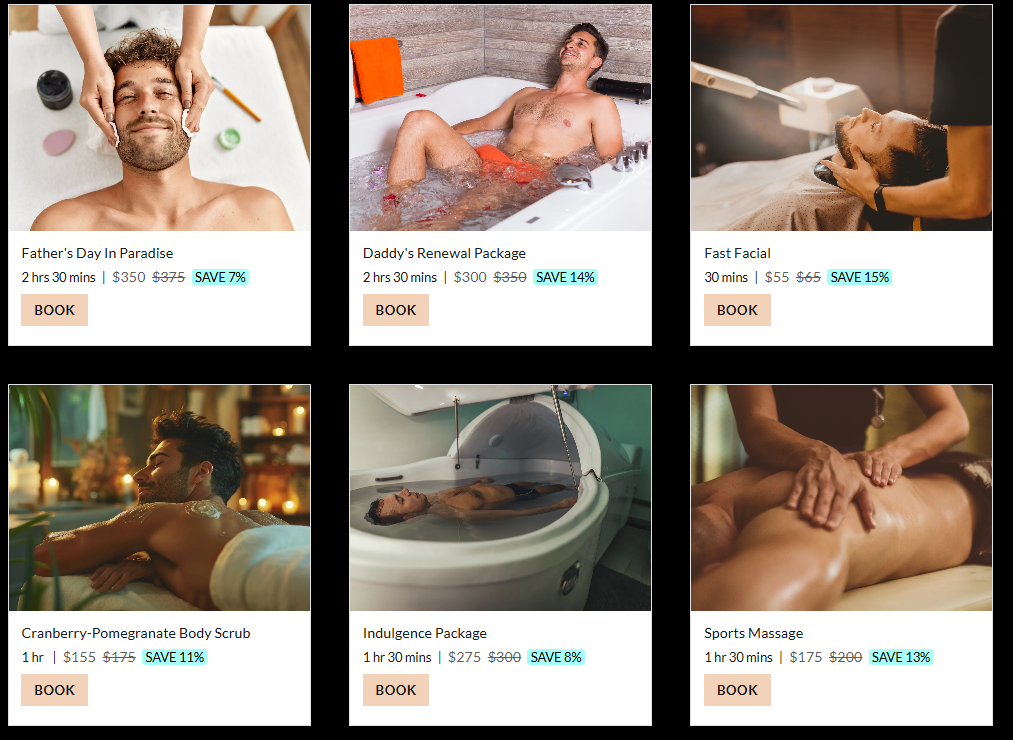 Father's Day In Paradise
2 hrs 30 mins | $350 $375 SAVE 7%
BOOK
Daddy's Renewal Package
2 hrs 30 mins | $300 $350 SAVE 14%
BOOK
Fast Facial
30 mins | $55 $65 SAVE 15%
BOOK
Cranberry-Pomegranate Body Scrub
1 hr | $155 $175 SAVE 11%
BOOK
Indulgence Package
1 hr 30 mins | $275 $300 SAVE 8%
BOOK
Sports Massage
1 hr 30 mins | $175 $200 SAVE 13%
BOOK